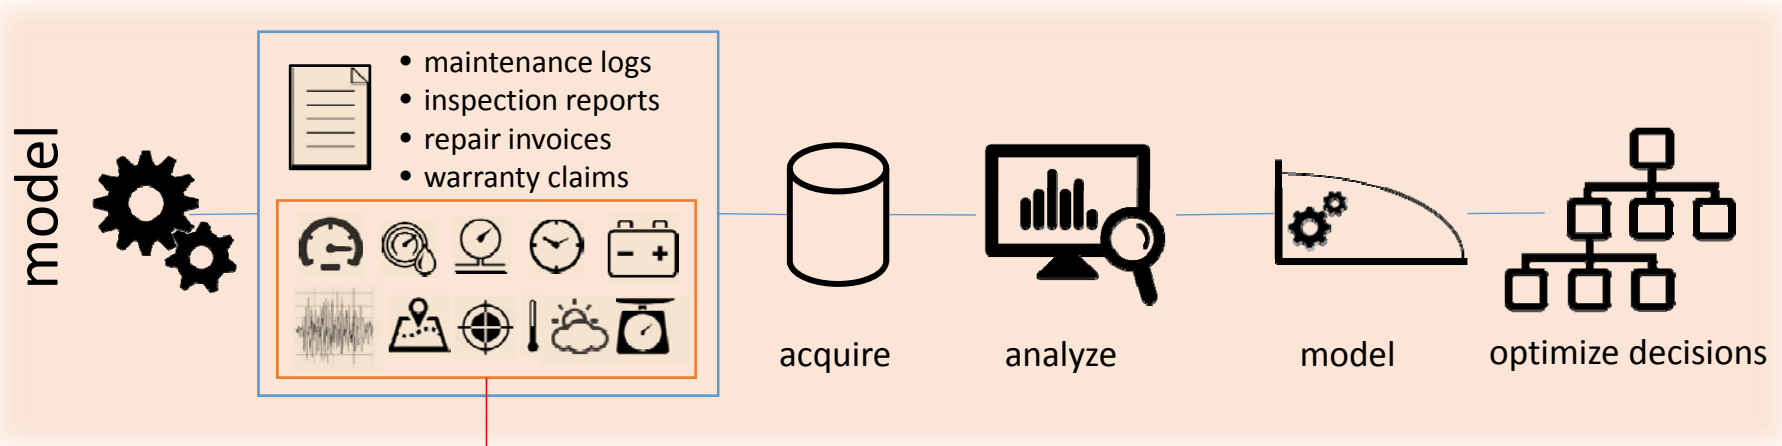 model
• maintenance logs
• inspection reports
• repair invoices
• warranty claims
acquire
analyze
model
optimize decisions